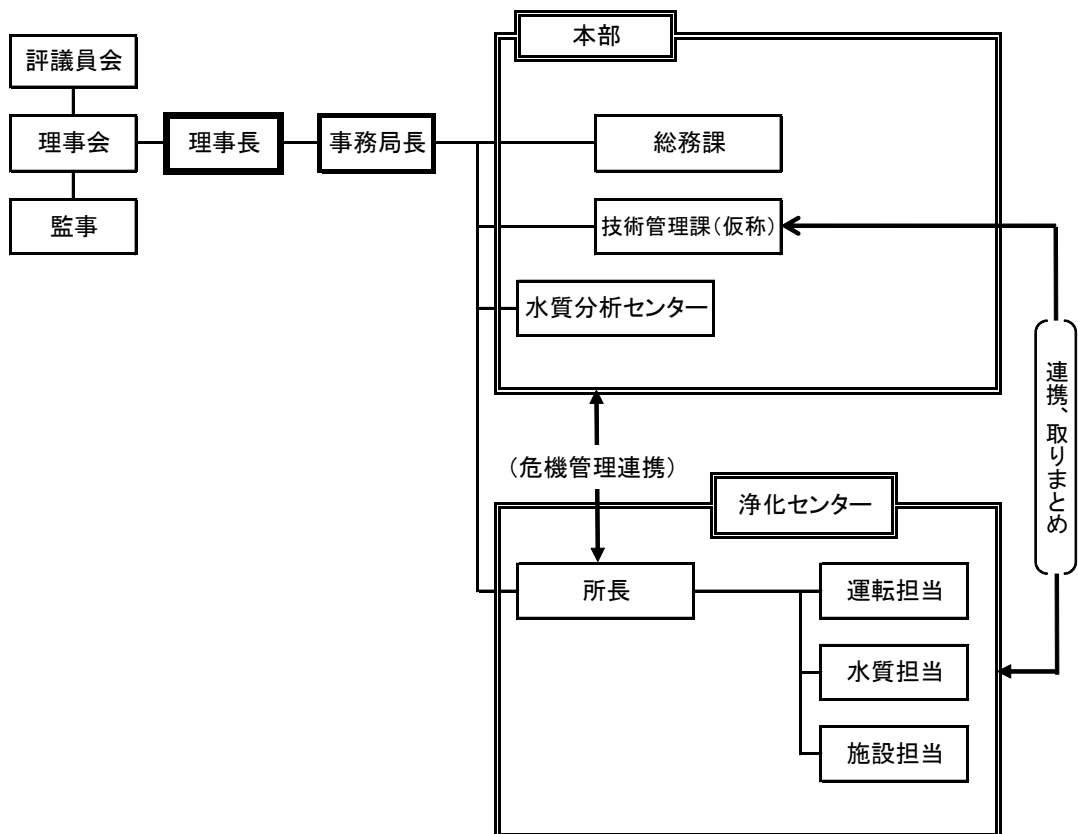 本部
評議員会
理事会
理事長
事務局長
総務課
監事
技術管理課（仮称）
水質分析センター
連携、取りまとめ
（危機管理連携）
浄化センター
所長
運転担当
水質担当
施設担当